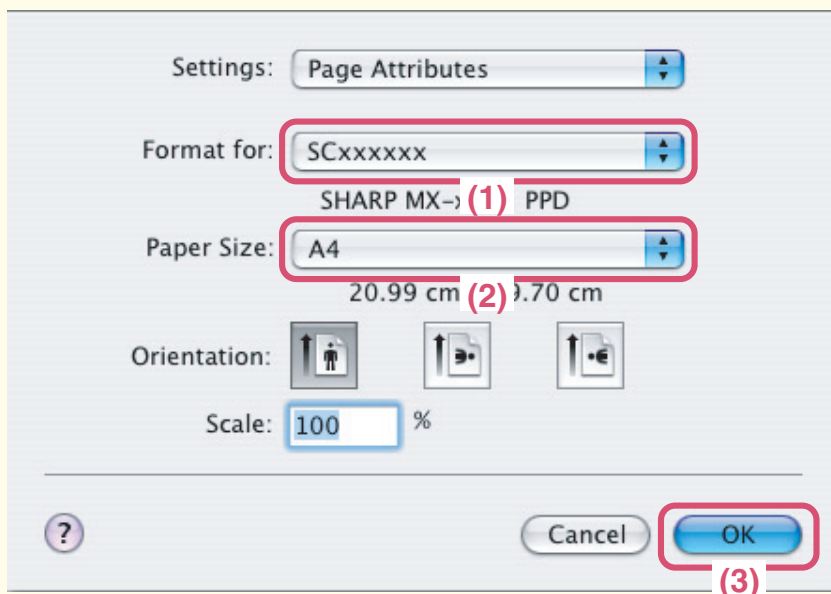 Settings: Page Attributes
Format for: SCxxxxxx
SHARP MX- (1) PPD
Paper Size: A4
20.99 cm (2) 9.70 cm
Orientation:
Scale: 100 %
? Cancel OK
(3)